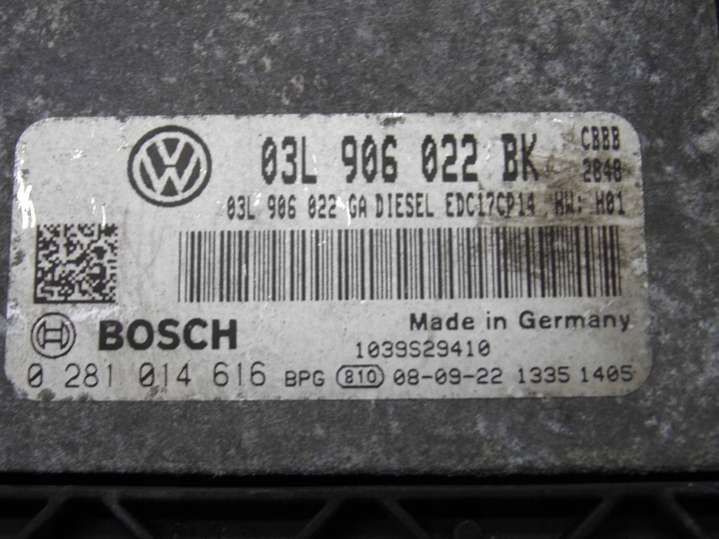 03L 906 022 BK CBBB
2848
03L 906 022 GA DIESEL EDC17CP14 HW: H01
BOSCH
Made in Germany
1039S29410
0 281 014 616 BPG 810 08-09-22 1335 1405